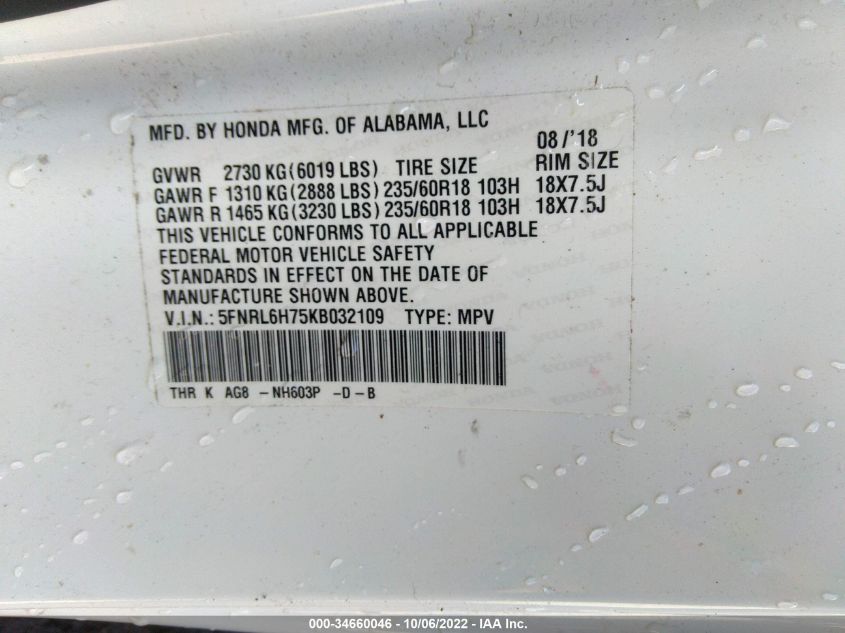 MFD. BY HONDA MFG. OF ALABAMA, LLC
08/'18
GVWR 2730 KG(6019 LBS) TIRE SIZE RIM SIZE
GAWR F 1310 KG(2888 LBS) 235/60R18 103H 18X7.5J
GAWR R 1465 KG(3230 LBS) 235/60R18 103H 18X7.5J
THIS VEHICLE CONFORMS TO ALL APPLICABLE
FEDERAL MOTOR VEHICLE SAFETY
STANDARDS IN EFFECT ON THE DATE OF
MANUFACTURE SHOWN ABOVE.
V.I.N.: 5FNRL6H75KB032109 TYPE: MPV
THR K AG8 -NH603P -D-B
000-34660046 - 10/06/2022 - IAA Inc.